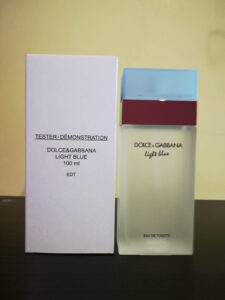 TESTER-DEMONSTRATION
DOLCE&GABBANA
LIGHT BLUE
100 ml
EDT
DOLCE & GABBANA
Light blue
EAU DE TOILETTE